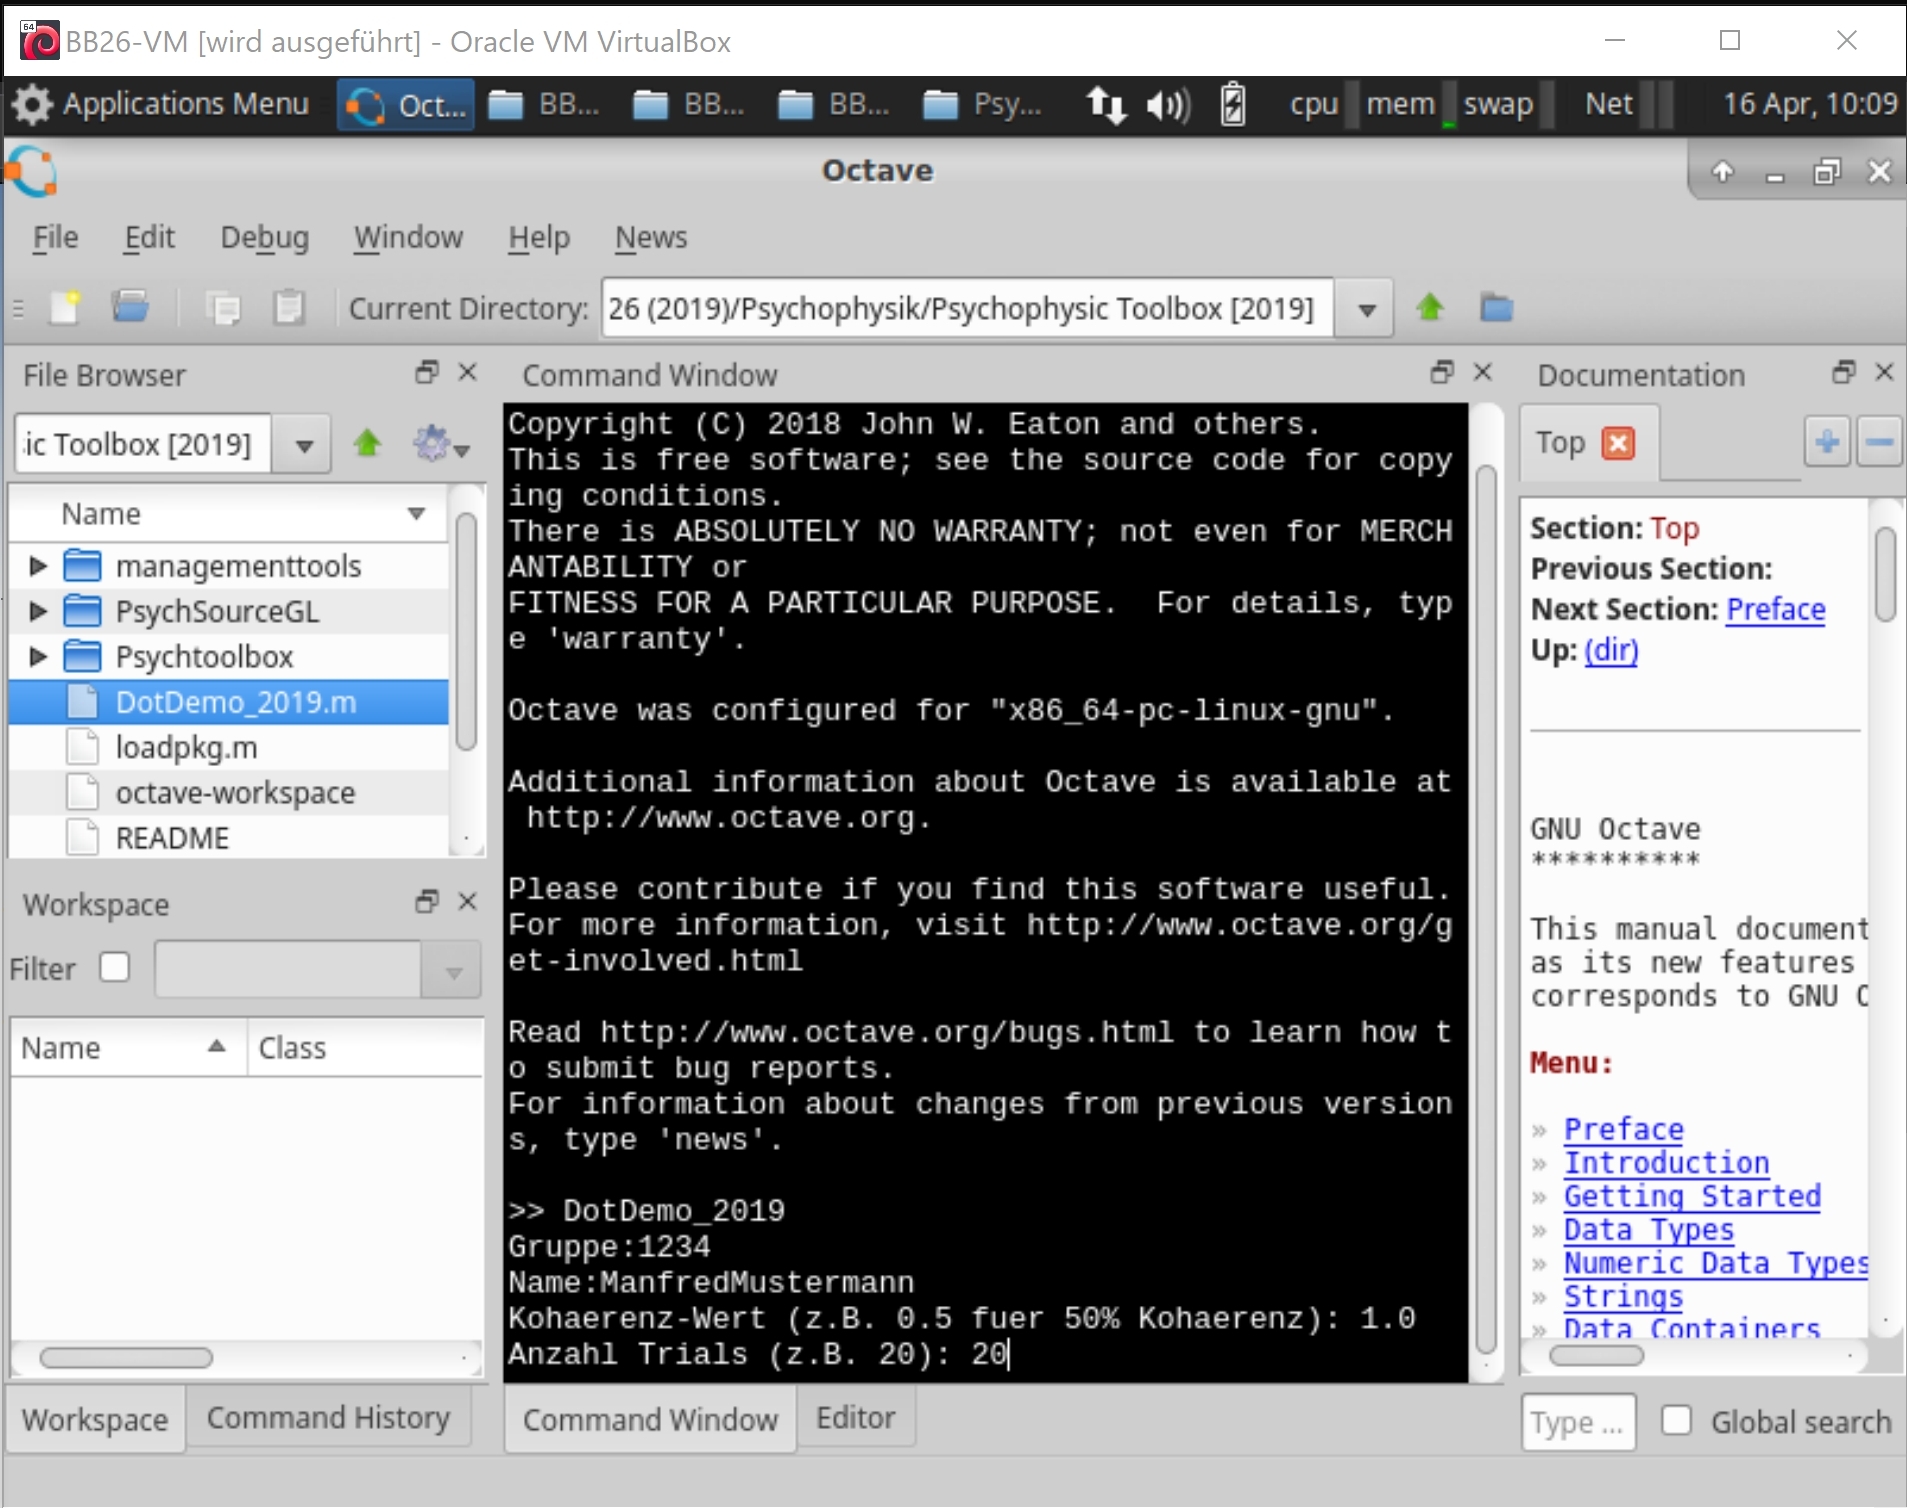 64
BB26-VM [wird ausgeführt] - Oracle VM VirtualBox
Applications Menu Oct... BB... BB... BB... Psy... cpu mem swap Net 16 Apr, 10:09
Octave
File Edit Debug Window Help News
Current Directory: 26 (2019)/Psychophysik/Psychophysic Toolbox [2019]
File Browser
ic Toolbox [2019]
Name
managementtools
PsychSourceGL
Psychtoolbox
DotDemo_2019.m
loadpkg.m
octave-workspace
README
Workspace
Filter
Name Class
Workspace Command History
Command Window
Copyright (C) 2018 John W. Eaton and others.
This is free software; see the source code for copy
ing conditions.
There is ABSOLUTELY NO WARRANTY; not even for MERCH
ANTABILITY or
FITNESS FOR A PARTICULAR PURPOSE.  For details, typ
e 'warranty'.
Octave was configured for "x86_64-pc-linux-gnu".
Additional information about Octave is available at
http://www.octave.org.
Please contribute if you find this software useful.
For more information, visit http://www.octave.org/g
et-involved.html
Read http://www.octave.org/bugs.html to learn how t
o submit bug reports.
For information about changes from previous version
s, type 'news'.
>> DotDemo_2019
Gruppe:1234
Name:ManfredMustermann
Kohaerenz-Wert (z.B. 0.5 fuer 50% Kohaerenz): 1.0
Anzahl Trials (z.B. 20): 20
Command Window Editor
Documentation
Top
Section: Top
Previous Section:
Next Section: Preface
Up: (dir)
GNU Octave
**********
This manual document
as its new features
corresponds to GNU
Menu:
» Preface
» Introduction
» Getting Started
» Data Types
» Numeric Data Types
» Strings
» Data Containers
Type ... Global search